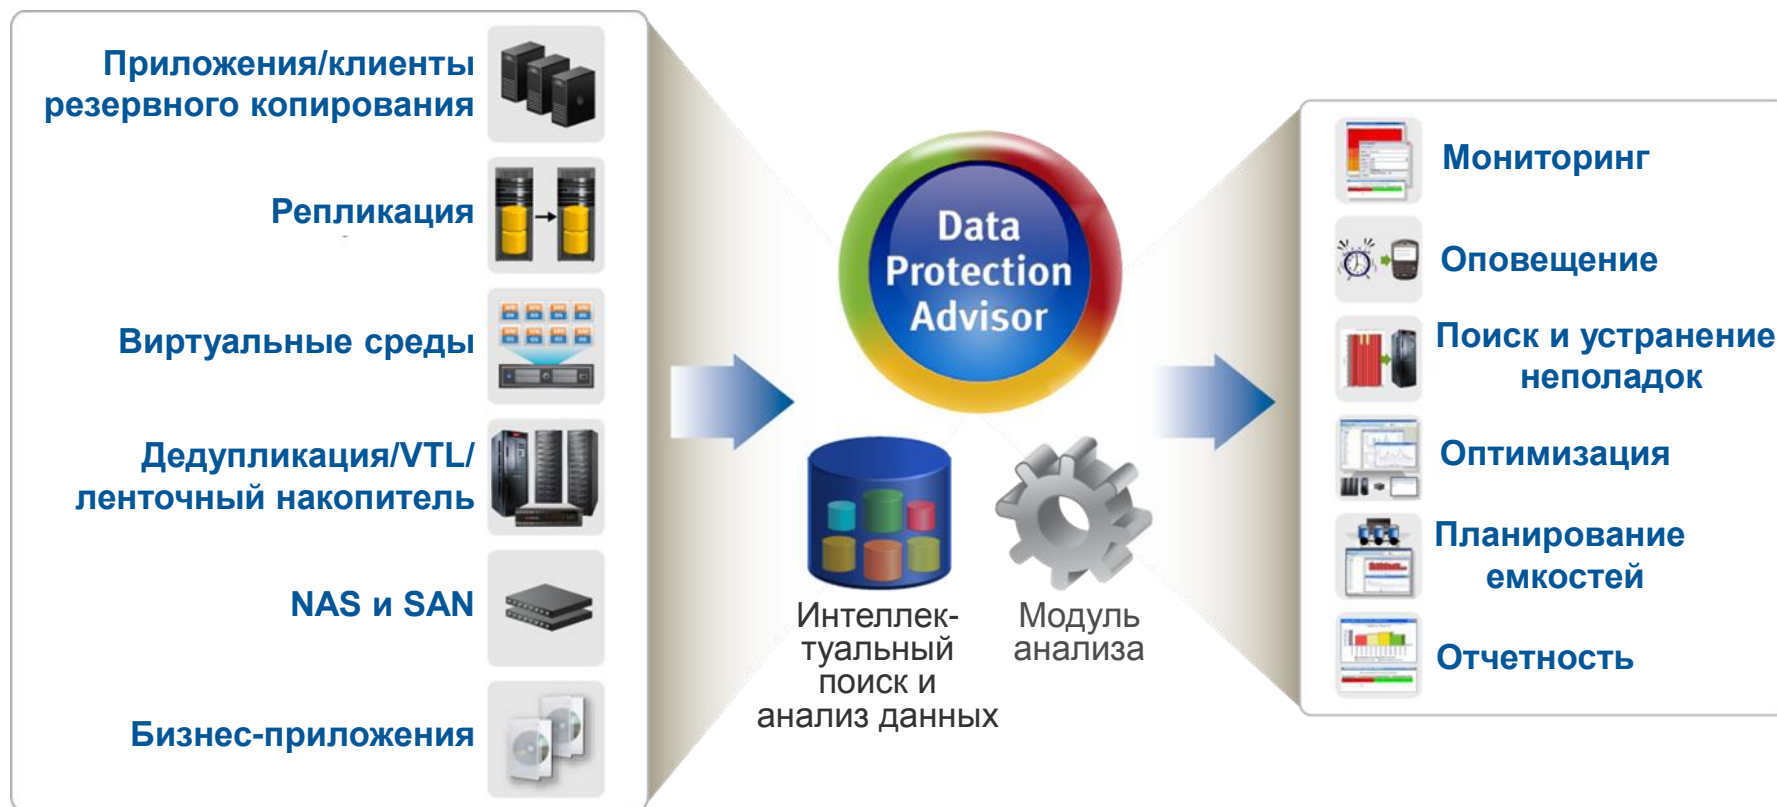 Приложения/клиенты
резервного копирования
Репликация
Виртуальные среды
Дедупликация/VTL/
ленточный накопитель
NAS и SAN
Бизнес-приложения
Data
Protection
Advisor
Интеллек-
туальный
поиск и
анализ данных
Модуль
анализа
Мониторинг
Оповещение
Поиск и устранение
неполадок
Оптимизация
Планирование
емкостей
Отчетность